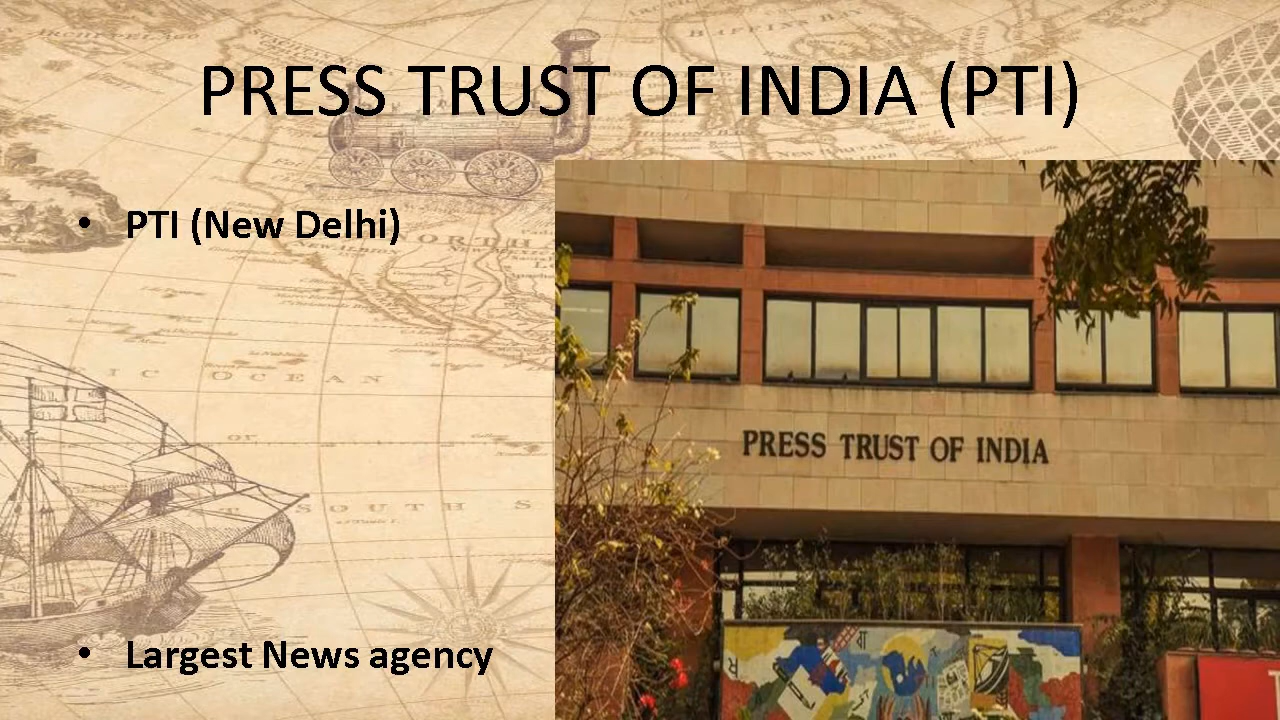 PRESS TRUST OF INDIA (PTI)
• PTI (New Delhi)
PRESS TRUST OF INDIA
• Largest News agency